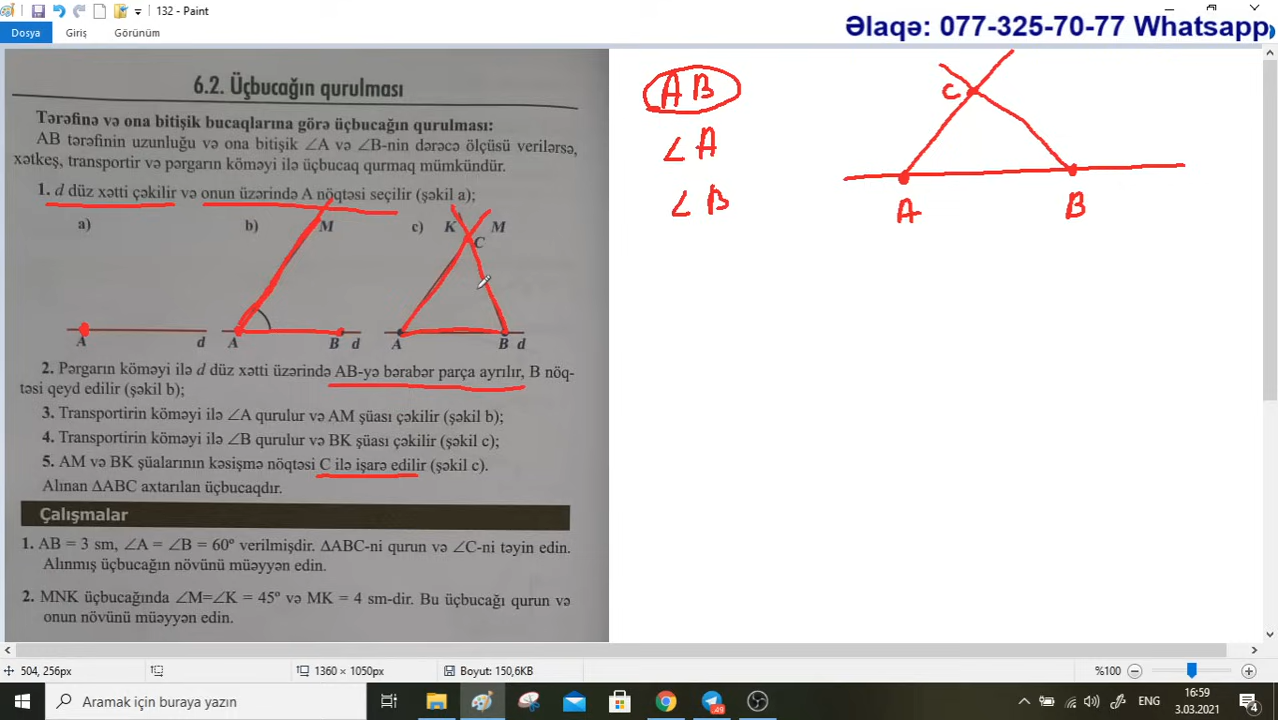 132 - Paint
Dosya
Giriş
Görünüm
Əlaqə: 077-325-70-77 Whatsapp
6.2. Üçbucağın qurulması
Tərəfinə və ona bitişik bucaqlarına görə üçbucağın qurulması:
AB tərəfinin uzunluğu və ona bitişik ∠A və ∠B-nin dərəcə ölçüsü verilərsə,
xətkeş, transportir və pərgarın köməyi ilə üçbucaq qurmaq mümkündür.
1. d düz xətti çəkilir və onun üzərində A nöqtəsi seçilir (şəkil a);
a)
b)
M
c)
K
M
C
A
d
A
B
d
A
B
d
2. Pərgarın köməyi ilə d düz xətti üzərində AB-yə bərabər parça ayrılır, B nöq-
təsi qeyd edilir (şəkil b);
3. Transportirin köməyi ilə ∠A qurulur və AM şüası çəkilir (şəkil b);
4. Transportirin köməyi ilə ∠B qurulur və BK şüası çəkilir (şəkil c);
5. AM və BK şüalarının kəsişmə nöqtəsi C ilə işarə edilir (şəkil c).
Alınan ∆ABC axtarılan üçbucaqdır.
Çalışmalar
1. AB = 3 sm, ∠A = ∠B = 60º verilmişdir. ∆ABC-ni qurun və ∠C-ni təyin edin.
Alınmış üçbucağın növünü müəyyən edin.
2. MNK üçbucağında ∠M=∠K = 45º və MK = 4 sm-dir. Bu üçbucağı qurun və
onun növünü müəyyən edin.
AB
∠A
∠B
C
A
B
504, 256px
1360 × 1050px
Boyut: 150,6KB
%100
Aramak için buraya yazın
49
ENG
16:59
3.03.2021
4